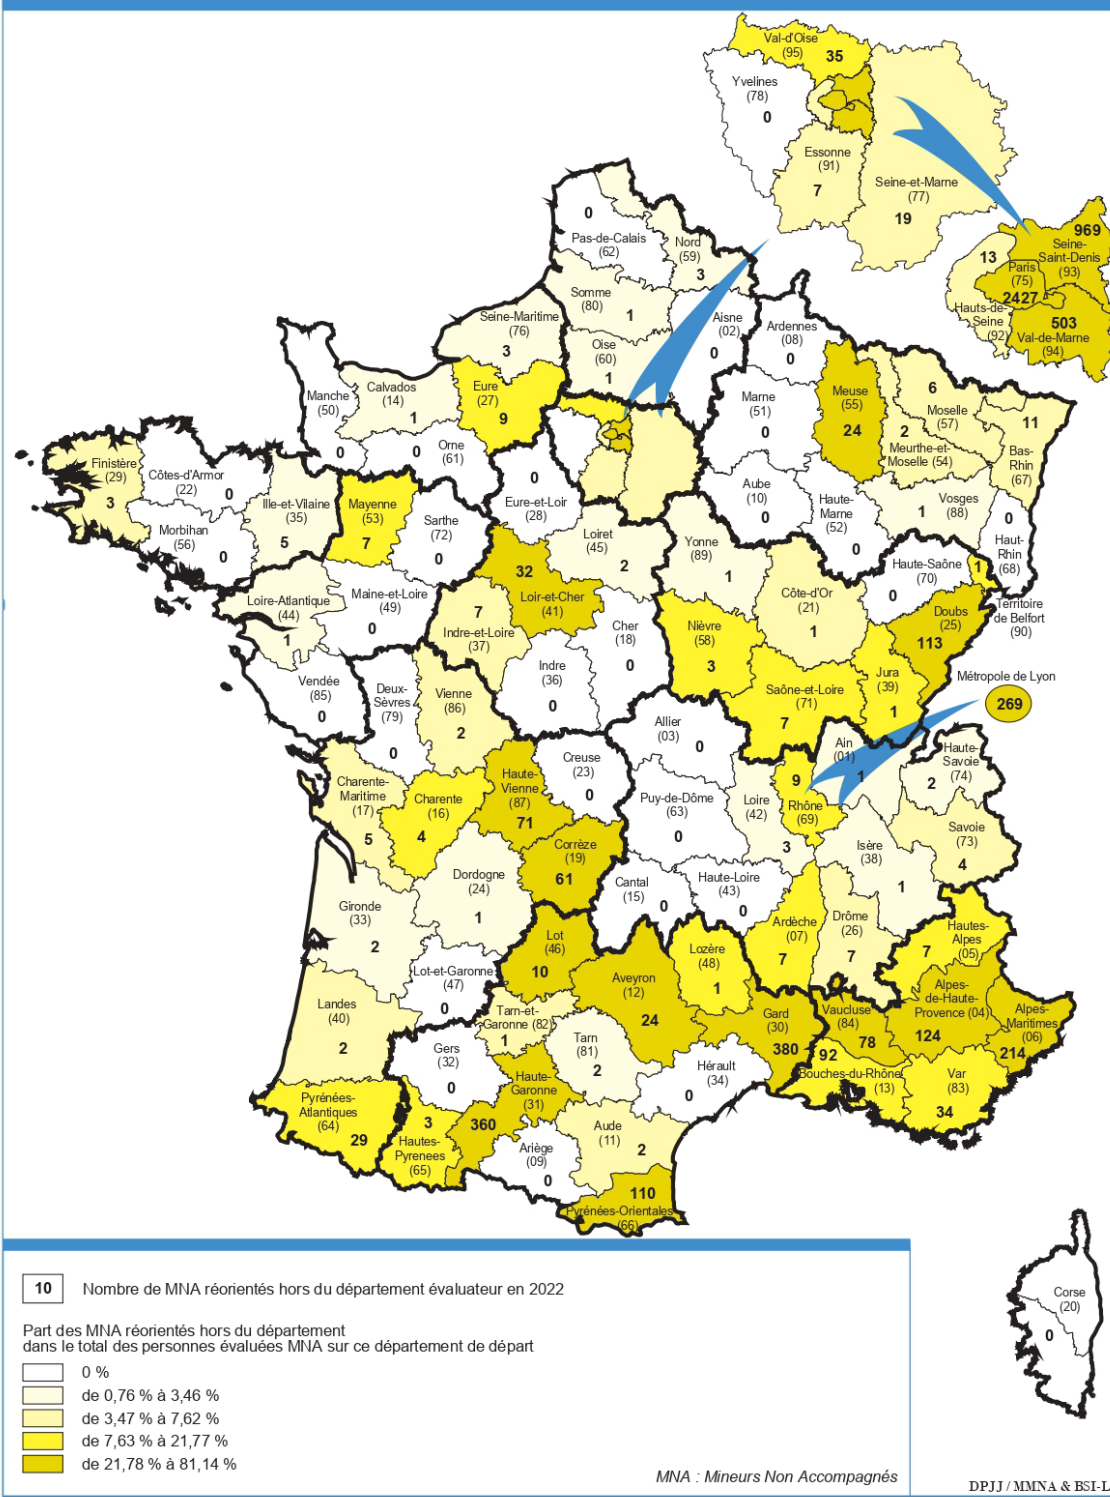 Val-d'Oise
(95)
35
Yvelines
(78)
0
Essonne
(91)
7
Seine-et-Marne
(77)
19
969
Seine-
Saint-Denis
(93)
13
Paris
(75)
2427
Hauts-de-
Seine
(92)
503
Val-de-Marne
(94)
0
Pas-de-Calais
(62)
Nord
(59)
3
Somme
(80)
1
Aisne
(02)
0
Ardennes
(08)
0
Seine-Maritime
(76)
3
Oise
(60)
1
Manche
(50)
0
Calvados
(14)
1
Eure
(27)
9
0
Orne
(61)
Marne
(51)
0
Meuse
(55)
24
6
Moselle
(57)
2
Meurthe-et-
Moselle (54)
11
Bas-
Rhin
(67)
Finistère
(29)
3
Côtes-d'Armor
(22)
0
Morbihan
(56)
0
Ille-et-Vilaine
(35)
5
Mayenne
(53)
7
Sarthe
(72)
0
0
Eure-et-Loir
(28)
Loiret
(45)
2
Yonne
(89)
1
Aube
(10)
0
Haute-
Marne
(52)
0
1
Vosges
(88)
0
Haut-
Rhin
(68)
Haute-Saône
(70)
0
1
Territoire
de Belfort
(90)
Loire-Atlantique
(44)
1
Maine-et-Loire
(49)
0
7
Indre-et-Loire
(37)
32
Loir-et-Cher
(41)
Cher
(18)
0
Nièvre
(58)
3
Côte-d'Or
(21)
1
Doubs
(25)
113
Jura
(39)
1
Vendée
(85)
0
Deux-
Sèvres
(79)
0
Vienne
(86)
2
Indre
(36)
0
Saône-et-Loire
(71)
7
Métropole de Lyon
269
Allier
(03)
0
Ain
(01)
1
Haute-
Savoie
(74)
2
Charente-
Maritime
(17)
5
Charente
(16)
4
Haute-
Vienne
(87)
71
Creuse
(23)
0
Puy-de-Dôme
(63)
0
Loire
(42)
3
9
Rhône
(69)
Isère
(38)
1
Savoie
(73)
4
Corrèze
(19)
61
Dordogne
(24)
1
Gironde
(33)
2
Cantal
(15)
0
Haute-Loire
(43)
0
Ardèche
(07)
7
Drôme
(26)
7
Hautes-
Alpes
(05)
7
Lot
(46)
10
Lot-et-Garonne
(47)
0
Aveyron
(12)
24
Lozère
(48)
1
Gard
(30)
380
Vaucluse
(84)
78
Alpes-
de-Haute-
Provence (04)
124
Alpes-
Maritimes
(06)
214
Landes
(40)
2
Tarn-et-
Garonne (82)
1
Tarn
(81)
2
Gers
(32)
0
Haute-
Garonne
(31)
360
Hérault
(34)
0
92
Bouches-du-Rhône
(13)
Var
(83)
34
Pyrénées-
Atlantiques
(64)
29
3
Hautes-
Pyrenees
(65)
Ariège
(09)
0
Aude
(11)
2
110
Pyrénées-Orientales
(66)
Corse
(20)
0
10 Nombre de MNA réorientés hors du département évaluateur en 2022
Part des MNA réorientés hors du département
dans le total des personnes évaluées MNA sur ce département de départ
0 %
de 0,76 % à 3,46 %
de 3,47 % à 7,62 %
de 7,63 % à 21,77 %
de 21,78 % à 81,14 %
MNA : Mineurs Non Accompagnés
DPJJ / MMNA & BSI-L